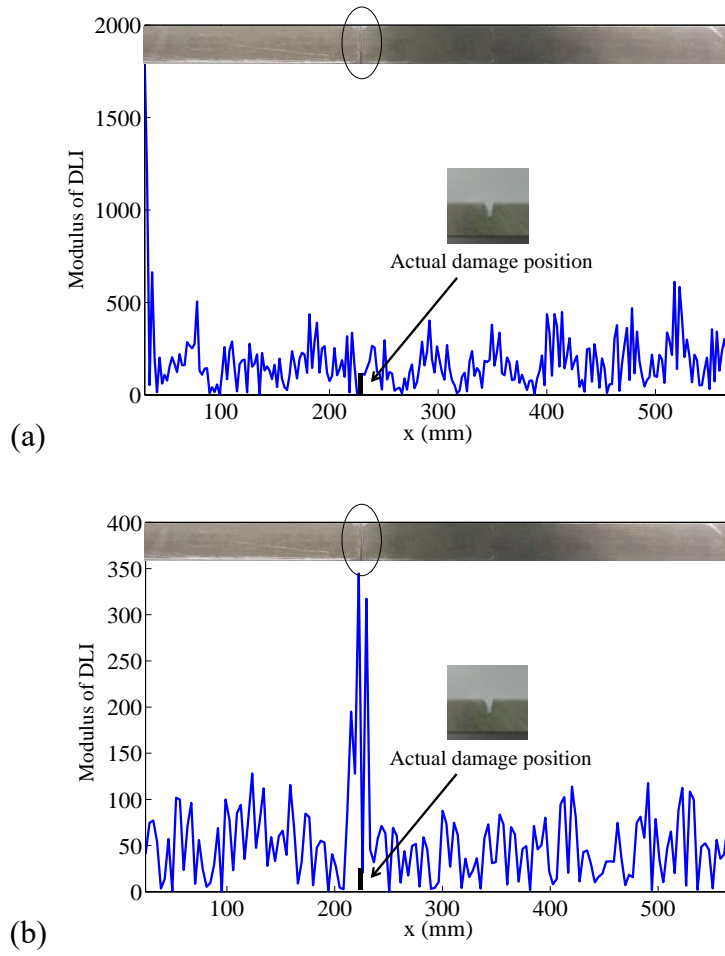 2000
1500
1000
500
0
Modulus of DLI
Actual damage position
100 200 300 400 500
x (mm)
(a)
400
350
300
250
200
150
100
50
0
Modulus of DLI
Actual damage position
100 200 300 400 500
x (mm)
(b)